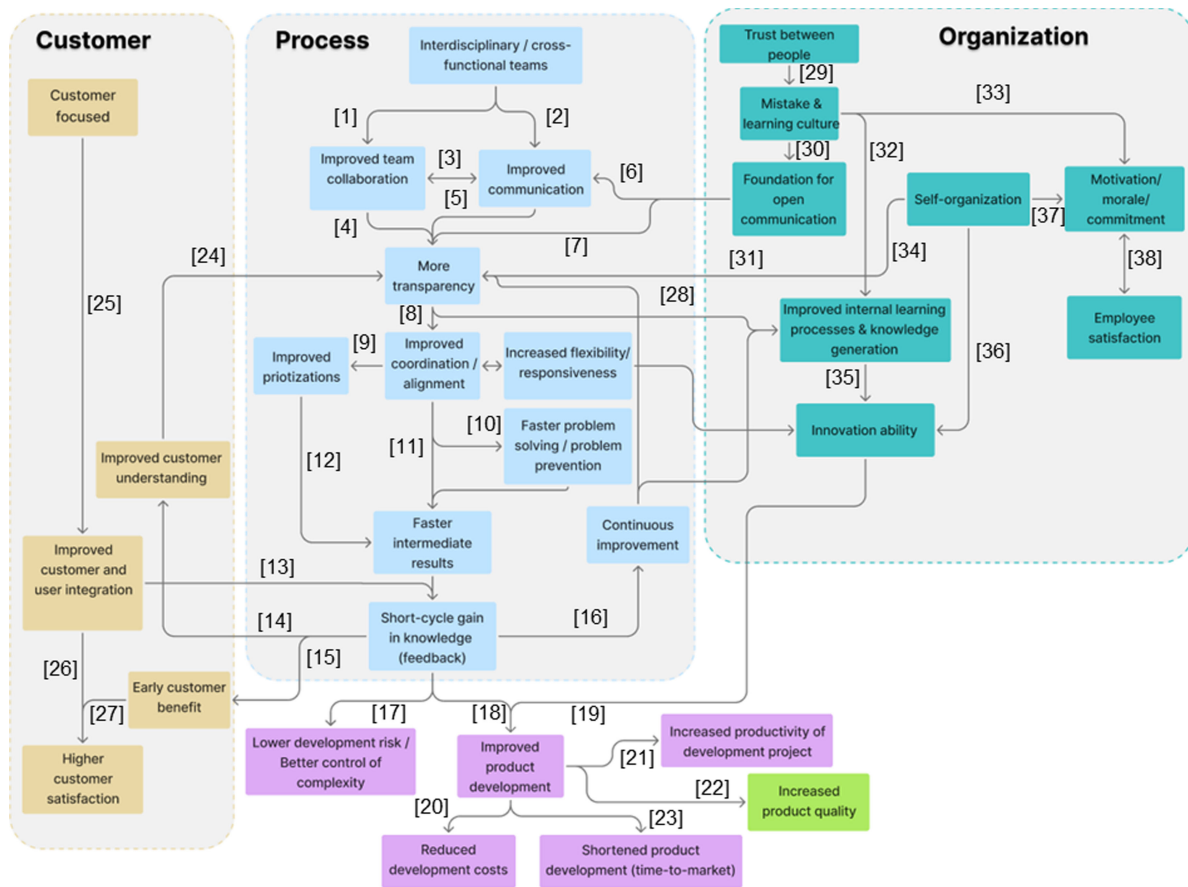 Customer
Process
Organization
Customer
focused
Interdisciplinary / cross-
functional teams
Trust between
people
[29]
Mistake &
learning culture
[33]
[1]
[2]
[30]
[32]
Improved team
collaboration
[3]
Improved
communication
[6]
Foundation for
open
communication
Self-organization
Motivation/
morale/
commitment
[5]
[37]
[4]
[7]
[24]
[31]
[34]
[38]
More
transparency
[25]
[28]
[8]
Improved internal learning
processes & knowledge
generation
Employee
satisfaction
Improved
priotizations
[9]
Improved
coordination /
alignment
Increased flexibility/
responsiveness
[36]
[35]
[10]
Faster problem
solving / problem
prevention
Innovation ability
[11]
[12]
Improved customer
understanding
Faster
intermediate
results
Continuous
improvement
Improved
customer and
user integration
[13]
Short-cycle gain
in knowledge
(feedback)
[14]
[16]
[15]
[26]
Early customer
benefit
[27]
[17]
[18]
[19]
Lower development risk /
Better control of
complexity
Improved
product
development
Increased productivity of
development project
[21]
Higher
customer
satisfaction
[22]
Increased
product quality
[20]
[23]
Reduced
development costs
Shortened product
development (time-to-market)